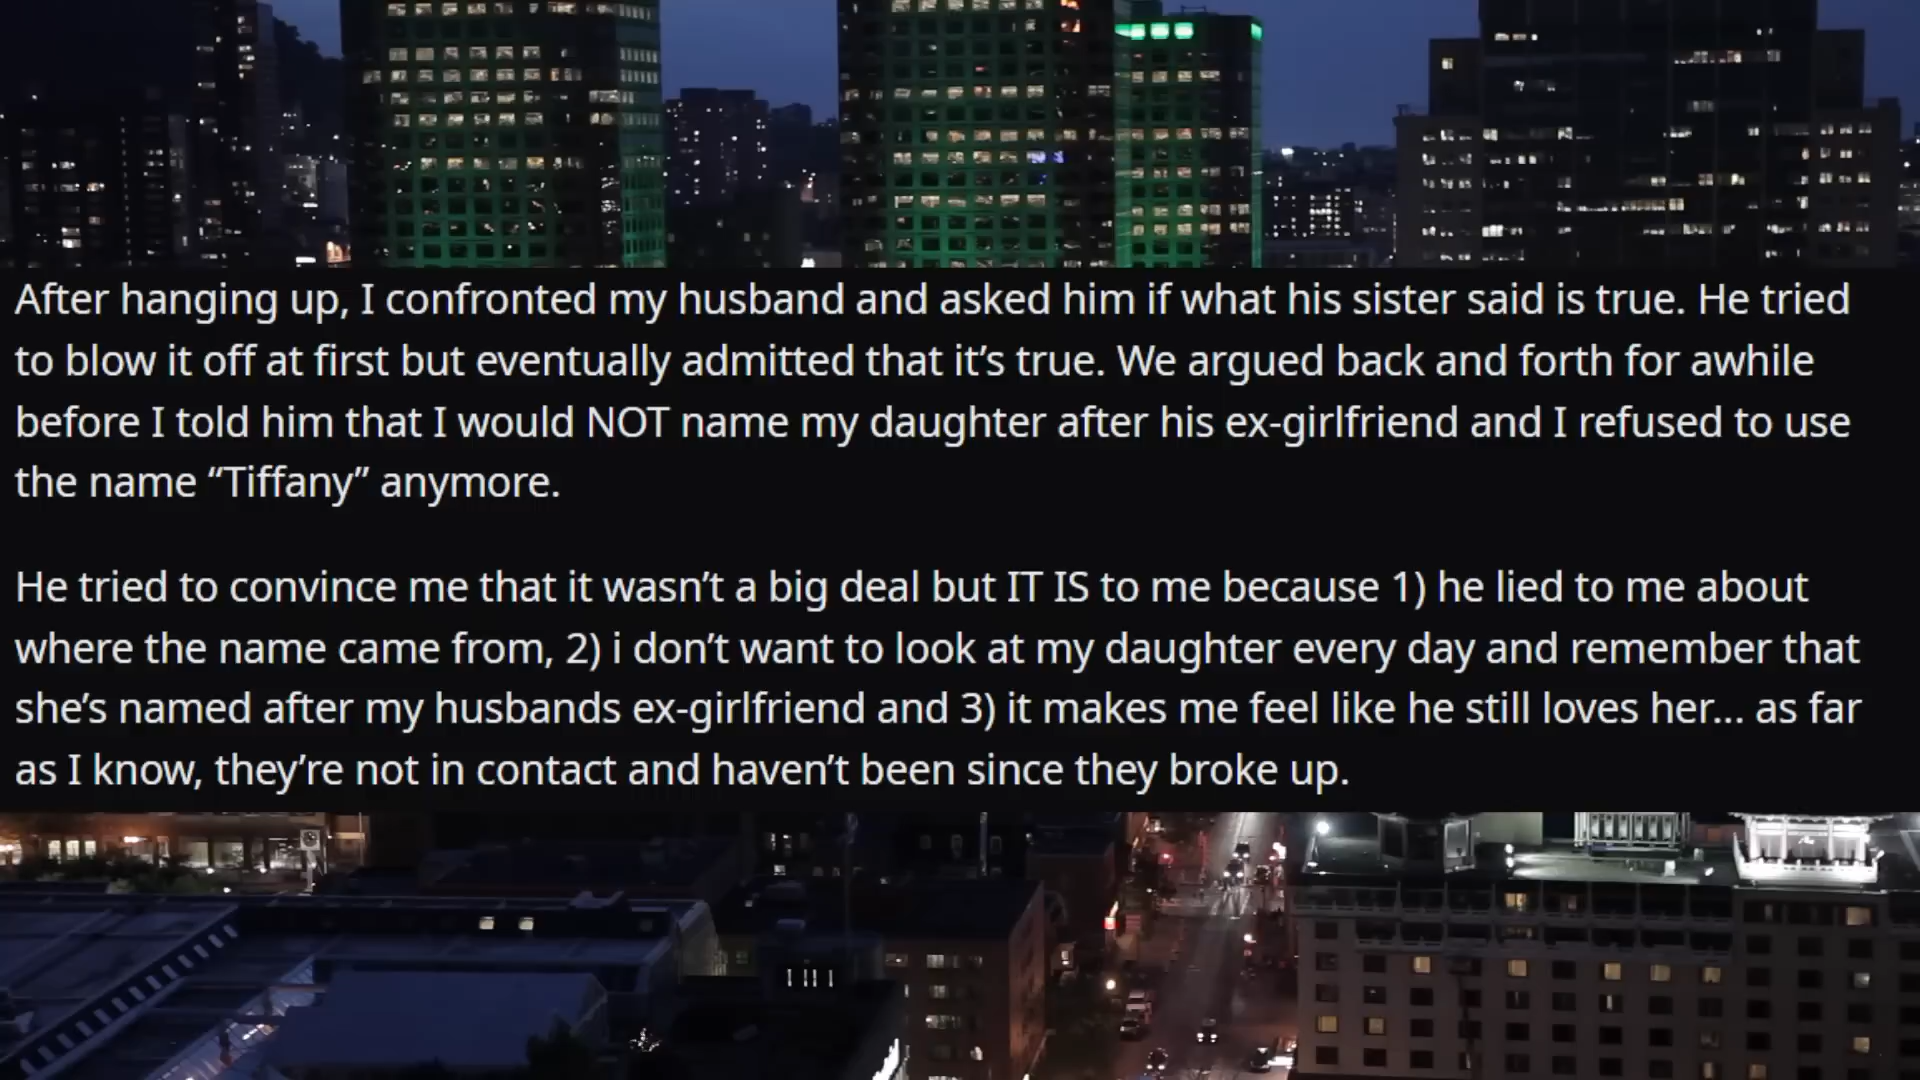 After hanging up, I confronted my husband and asked him if what his sister said is true. He tried
to blow it off at first but eventually admitted that it’s true. We argued back and forth for awhile
before I told him that I would NOT name my daughter after his ex-girlfriend and I refused to use
the name “Tiffany” anymore.
He tried to convince me that it wasn’t a big deal but IT IS to me because 1) he lied to me about
where the name came from, 2) i don’t want to look at my daughter every day and remember that
she’s named after my husbands ex-girlfriend and 3) it makes me feel like he still loves her... as far
as I know, they’re not in contact and haven’t been since they broke up.